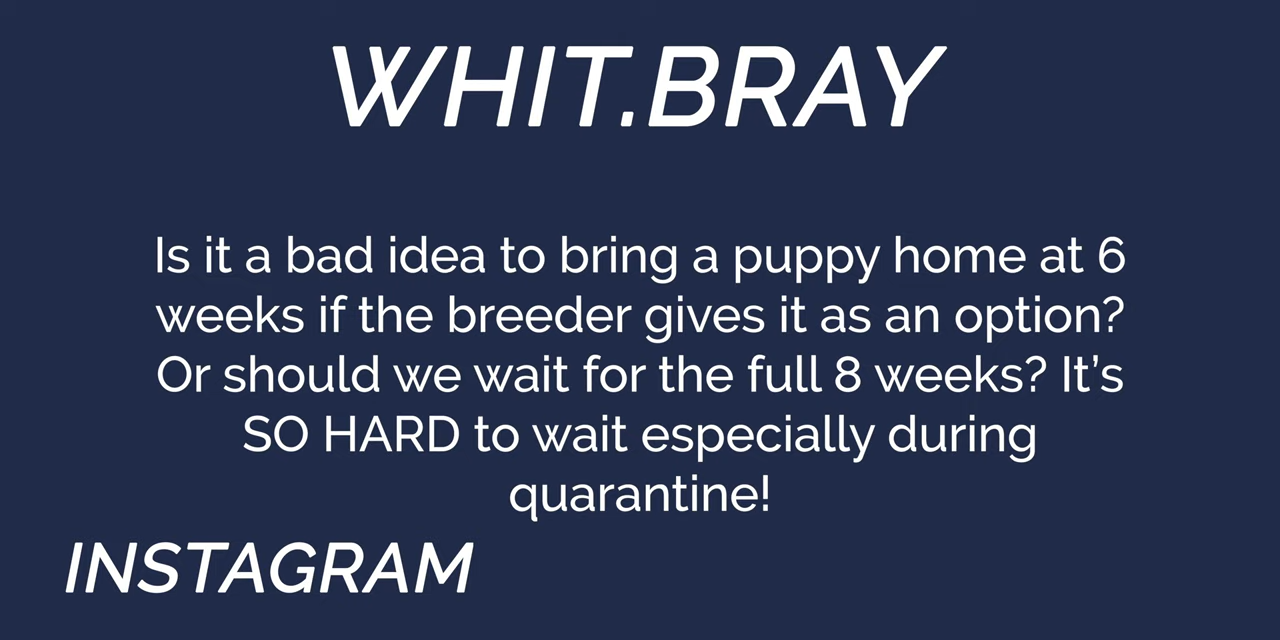 WHIT.BRAY
Is it a bad idea to bring a puppy home at 6
weeks if the breeder gives it as an option?
Or should we wait for the full 8 weeks? It’s
SO HARD to wait especially during
quarantine!
INSTAGRAM